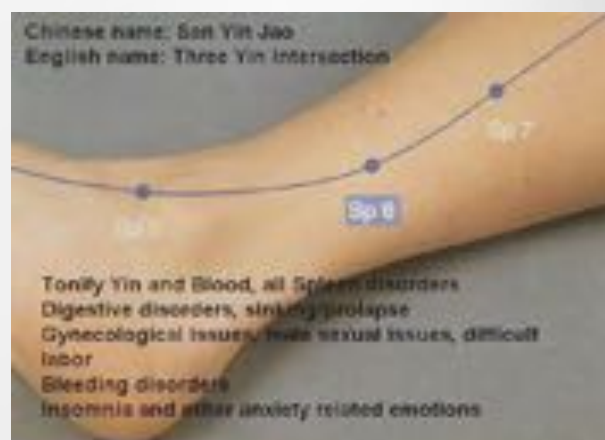 Chinese name: San Yin Jao
English name: Three Yin Intersection
Sp 7
Sp 6
Tonify Yin and Blood, all Spleen disorders
Digestive disorders, sinking/prolapse
Gynecological issues, male sexual issues, difficult
labor
Bleeding disorders
Insomnia and other anxiety related emotions